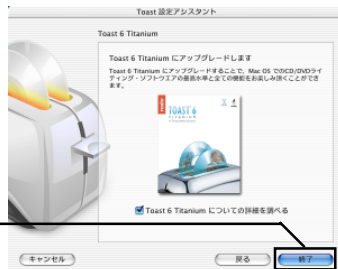 Toast 設定アシスタント
Toast 6 Titanium
Toast 6 Titanium にアップグレードします
Toast 6 Titanium にアップグレードすることで、Mac OS でのCD/DVDライ
ティング・ソフトウエアの最高水準と全ての機能をお楽しみ頂くことができ
ます。
roxio
TOAST 6
TITANIUM
Toast 6 Titanium についての詳細を調べる
キャンセル
戻る
終了